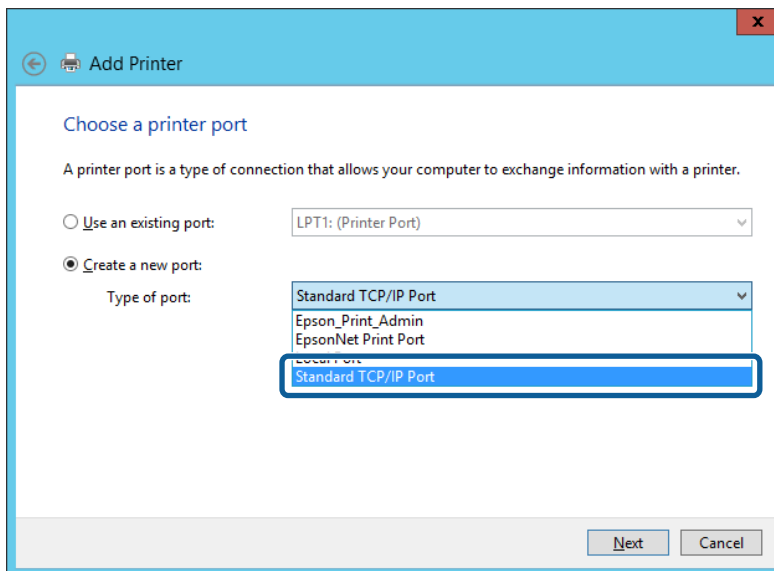 x
Add Printer
Choose a printer port
A printer port is a type of connection that allows your computer to exchange information with a printer.
Use an existing port: LPT1: (Printer Port)
Create a new port:
Type of port: Standard TCP/IP Port
Epson_Print_Admin
EpsonNet Print Port
Local Port
Standard TCP/IP Port
Next Cancel